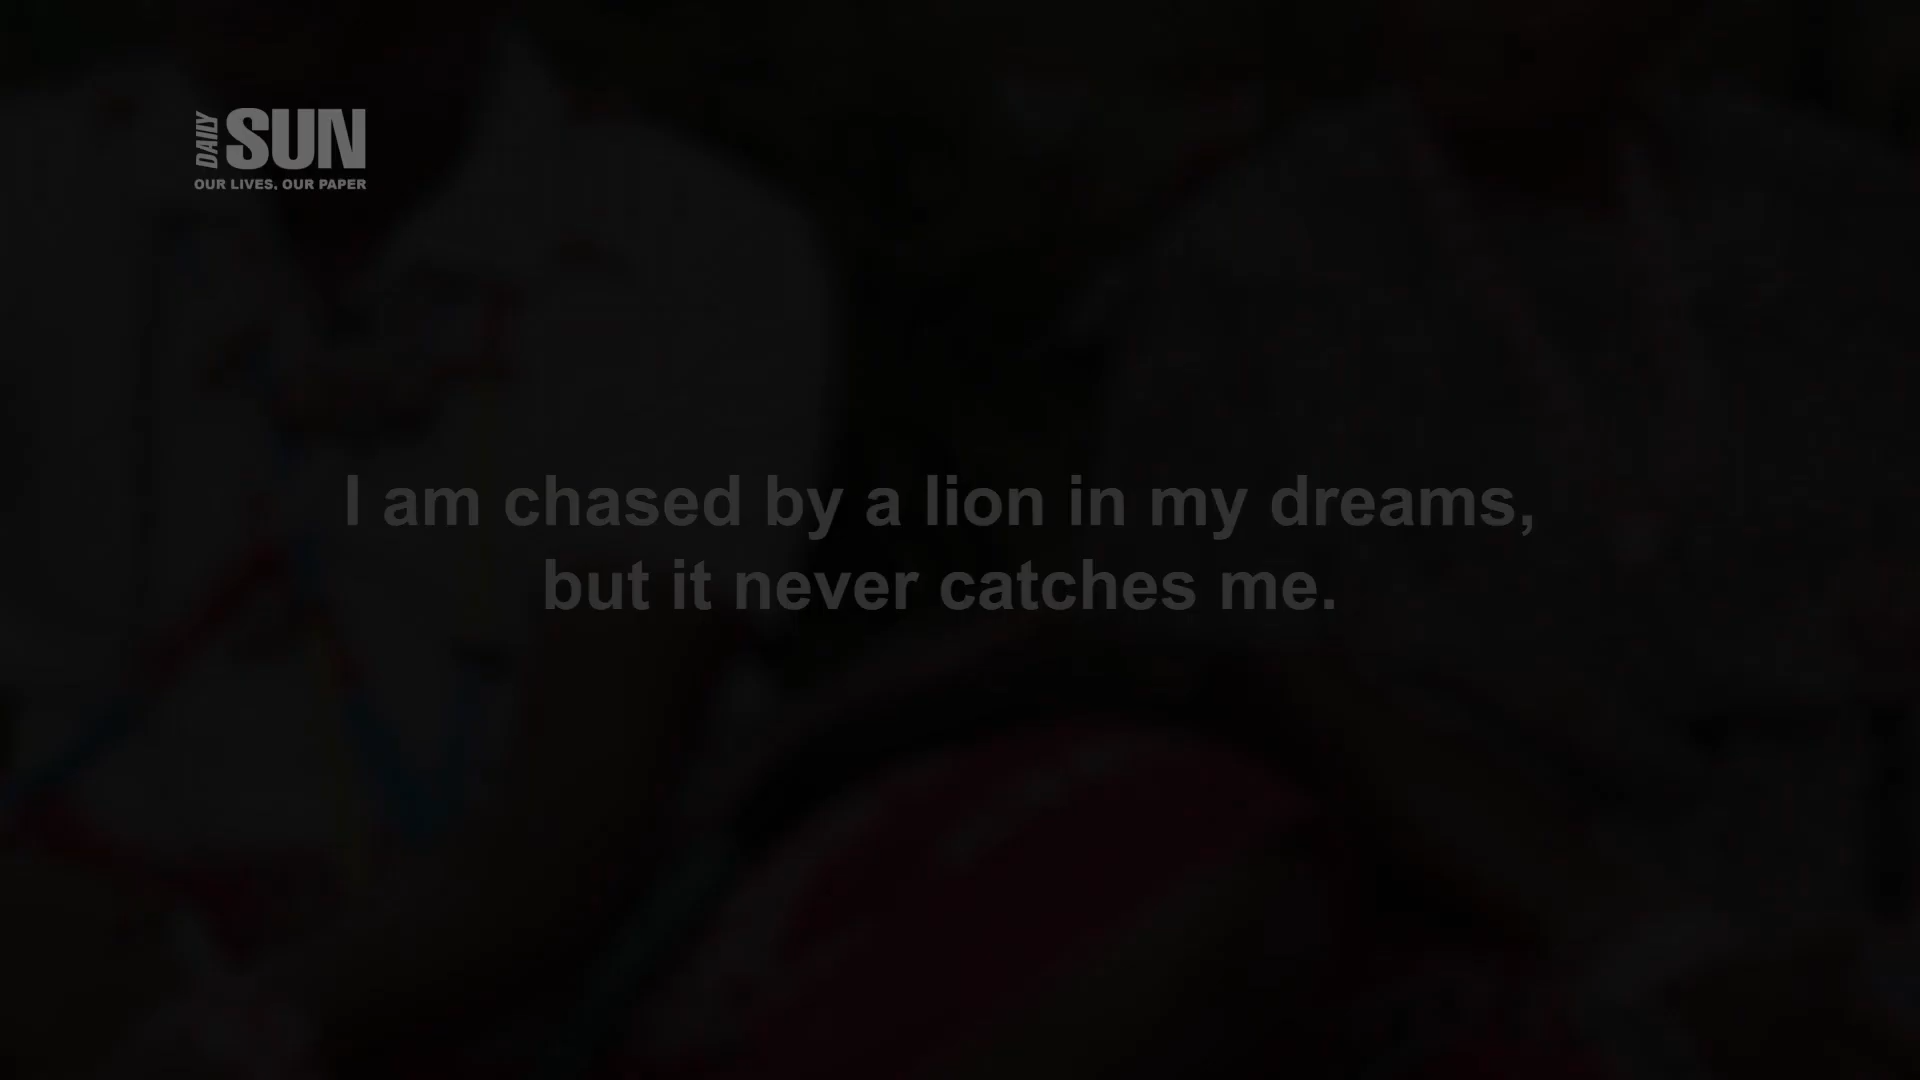 DAILY SUN
OUR LIVES, OUR PAPER
I am chased by a lion in my dreams,
but it never catches me.